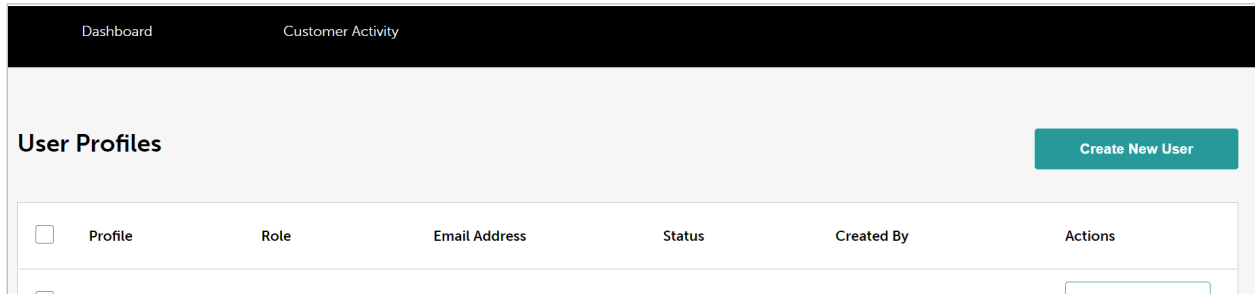 Dashboard Customer Activity
User Profiles
Create New User
Profile Role Email Address Status Created By Actions